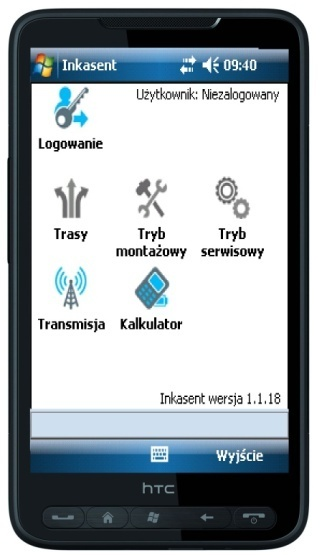 Inkasent 09:40
Użytkownik: Niezalogowany
Logowanie
Trasy
Tryb montażowy
Tryb serwisowy
Transmisja
Kalkulator
Inkasent wersja 1.1.18
Wyjście
hTC